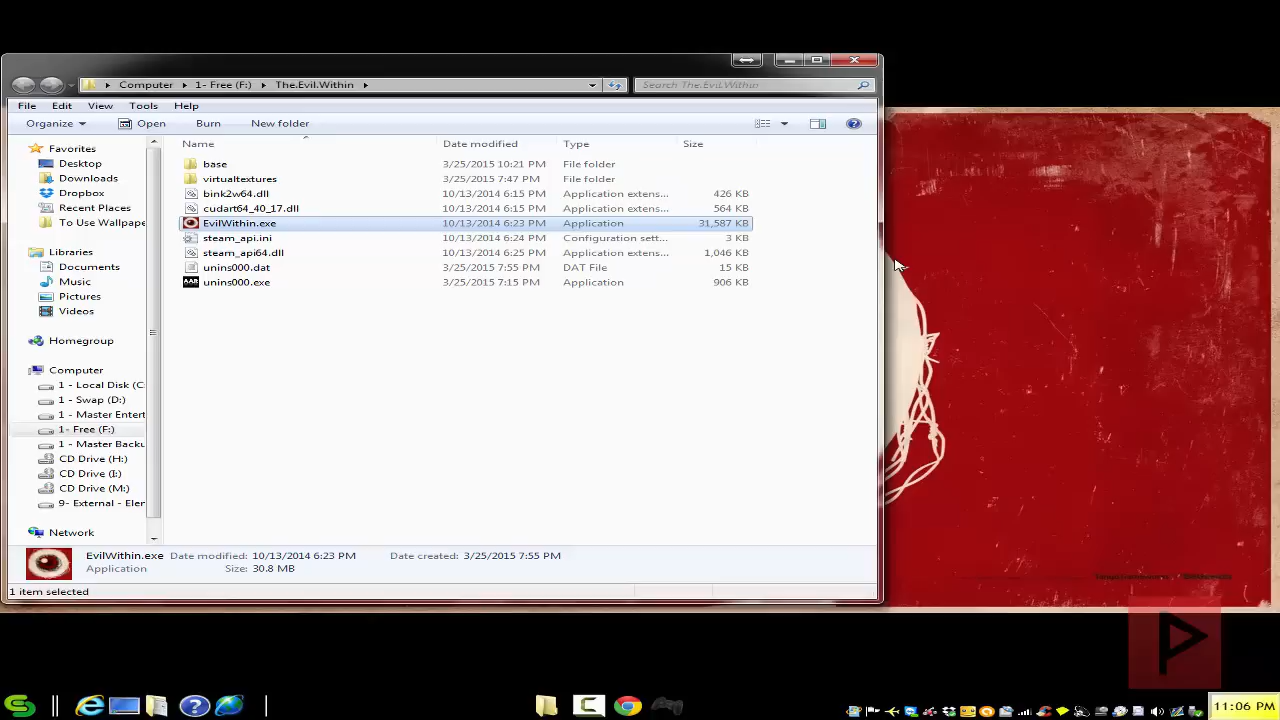 Computer 1- Free (F:) The.Evil.Within
Search The.Evil.Within
File Edit View Tools Help
Organize Open Burn New folder
Name Date modified Type Size
Favorites
Desktop
Downloads
Dropbox
Recent Places
To Use Wallpape
Libraries
Documents
Music
Pictures
Videos
Homegroup
Computer
1 - Local Disk (C
1 - Swap (D:)
1 - Master Entert
1- Free (F:)
1 - Master Backu
CD Drive (H:)
CD Drive (I:)
CD Drive (M:)
9- External - Eler
Network
base 3/25/2015 10:21 PM File folder
virtualtextures 3/25/2015 7:47 PM File folder
bink2w64.dll 10/13/2014 6:15 PM Application extens... 426 KB
cudart64_40_17.dll 10/13/2014 6:15 PM Application extens... 564 KB
EvilWithin.exe 10/13/2014 6:23 PM Application 31,587 KB
steam_api.ini 10/13/2014 6:24 PM Configuration sett... 3 KB
steam_api64.dll 10/13/2014 6:25 PM Application extens... 1,046 KB
unins000.dat 3/25/2015 7:55 PM DAT File 15 KB
unins000.exe 3/25/2015 7:15 PM Application 906 KB
EvilWithin.exe Date modified: 10/13/2014 6:23 PM Date created: 3/25/2015 7:55 PM
Application Size: 30.8 MB
1 item selected
P
11:06 PM